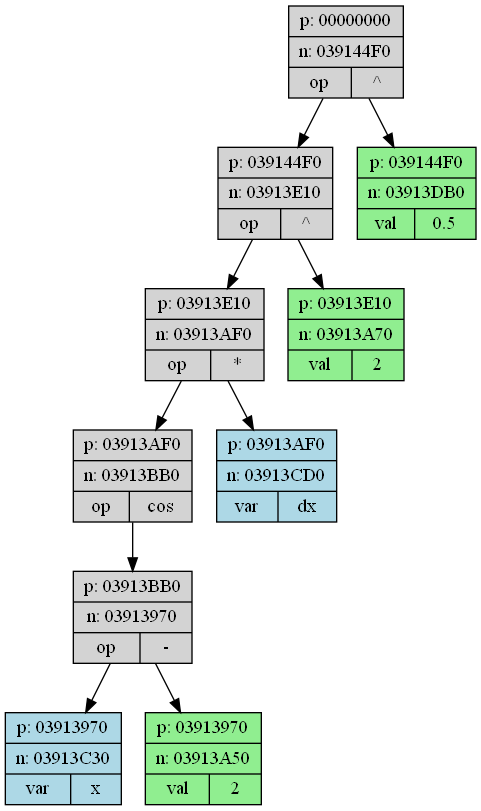 p: 00000000
n: 039144F0
op ^
p: 039144F0
n: 03913E10
op ^
p: 039144F0
n: 03913DB0
val 0.5
p: 03913E10
n: 03913AF0
op *
p: 03913E10
n: 03913A70
val 2
p: 03913AF0
n: 03913BB0
op cos
p: 03913AF0
n: 03913CD0
var dx
p: 03913BB0
n: 03913970
op -
p: 03913970
n: 03913C30
var x
p: 03913970
n: 03913A50
val 2